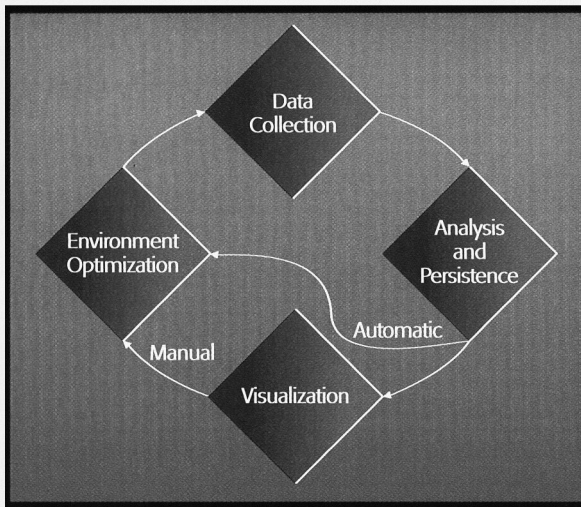 Data
Collection
Analysis
and
Persistence
Environment
Optimization
Automatic
Manual
Visualization